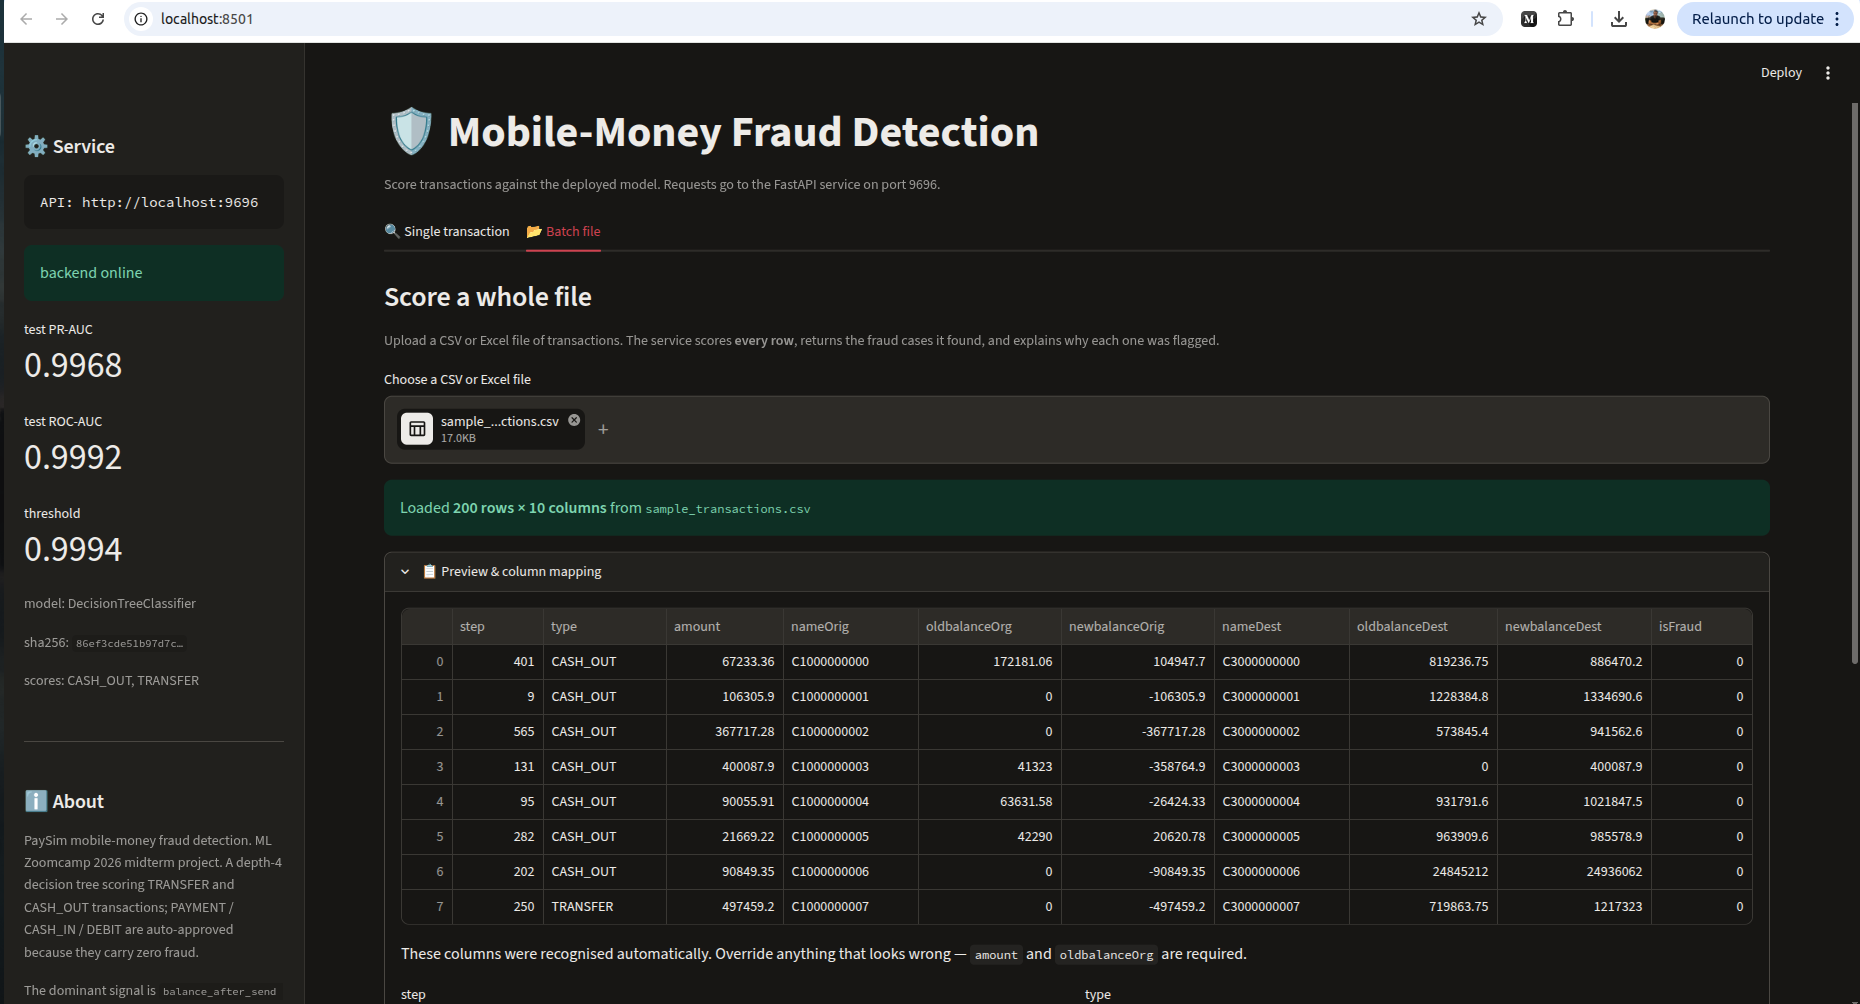 localhost:8501
Relaunch to update
Deploy
Service
API: http://localhost:9696
backend online
test PR-AUC
0.9968
test ROC-AUC
0.9992
threshold
0.9994
model: DecisionTreeClassifier
sha256: 86ef3cde51b97d7c…
scores: CASH_OUT, TRANSFER
About
PaySim mobile-money fraud detection. ML
Zoomcamp 2026 midterm project. A depth-4
decision tree scoring TRANSFER and
CASH_OUT transactions; PAYMENT /
CASH_IN / DEBIT are auto-approved
because they carry zero fraud.
The dominant signal is balance_after_send
Mobile-Money Fraud Detection
Score transactions against the deployed model. Requests go to the FastAPI service on port 9696.
Single transaction Batch file
Score a whole file
Upload a CSV or Excel file of transactions. The service scores every row, returns the fraud cases it found, and explains why each one was flagged.
Choose a CSV or Excel file
sample_...ctions.csv
17.0KB
Loaded 200 rows × 10 columns from sample_transactions.csv
Preview & column mapping
step type amount nameOrig oldbalanceOrg newbalanceOrig nameDest oldbalanceDest newbalanceDest isFraud
0 401 CASH_OUT 67233.36 C1000000000 172181.06 104947.7 C3000000000 819236.75 886470.2 0
1 9 CASH_OUT 106305.9 C1000000001 0 -106305.9 C3000000001 1228384.8 1334690.6 0
2 565 CASH_OUT 367717.28 C1000000002 0 -367717.28 C3000000002 573845.4 941562.6 0
3 131 CASH_OUT 400087.9 C1000000003 41323 -358764.9 C3000000003 0 400087.9 0
4 95 CASH_OUT 90055.91 C1000000004 63631.58 -26424.33 C3000000004 931791.6 1021847.5 0
5 282 CASH_OUT 21669.22 C1000000005 42290 20620.78 C3000000005 963909.6 985578.9 0
6 202 CASH_OUT 90849.35 C1000000006 0 -90849.35 C3000000006 24845212 24936062 0
7 250 TRANSFER 497459.2 C1000000007 0 -497459.2 C3000000007 719863.75 1217323 0
These columns were recognised automatically. Override anything that looks wrong — amount and oldbalanceOrg are required.
step type